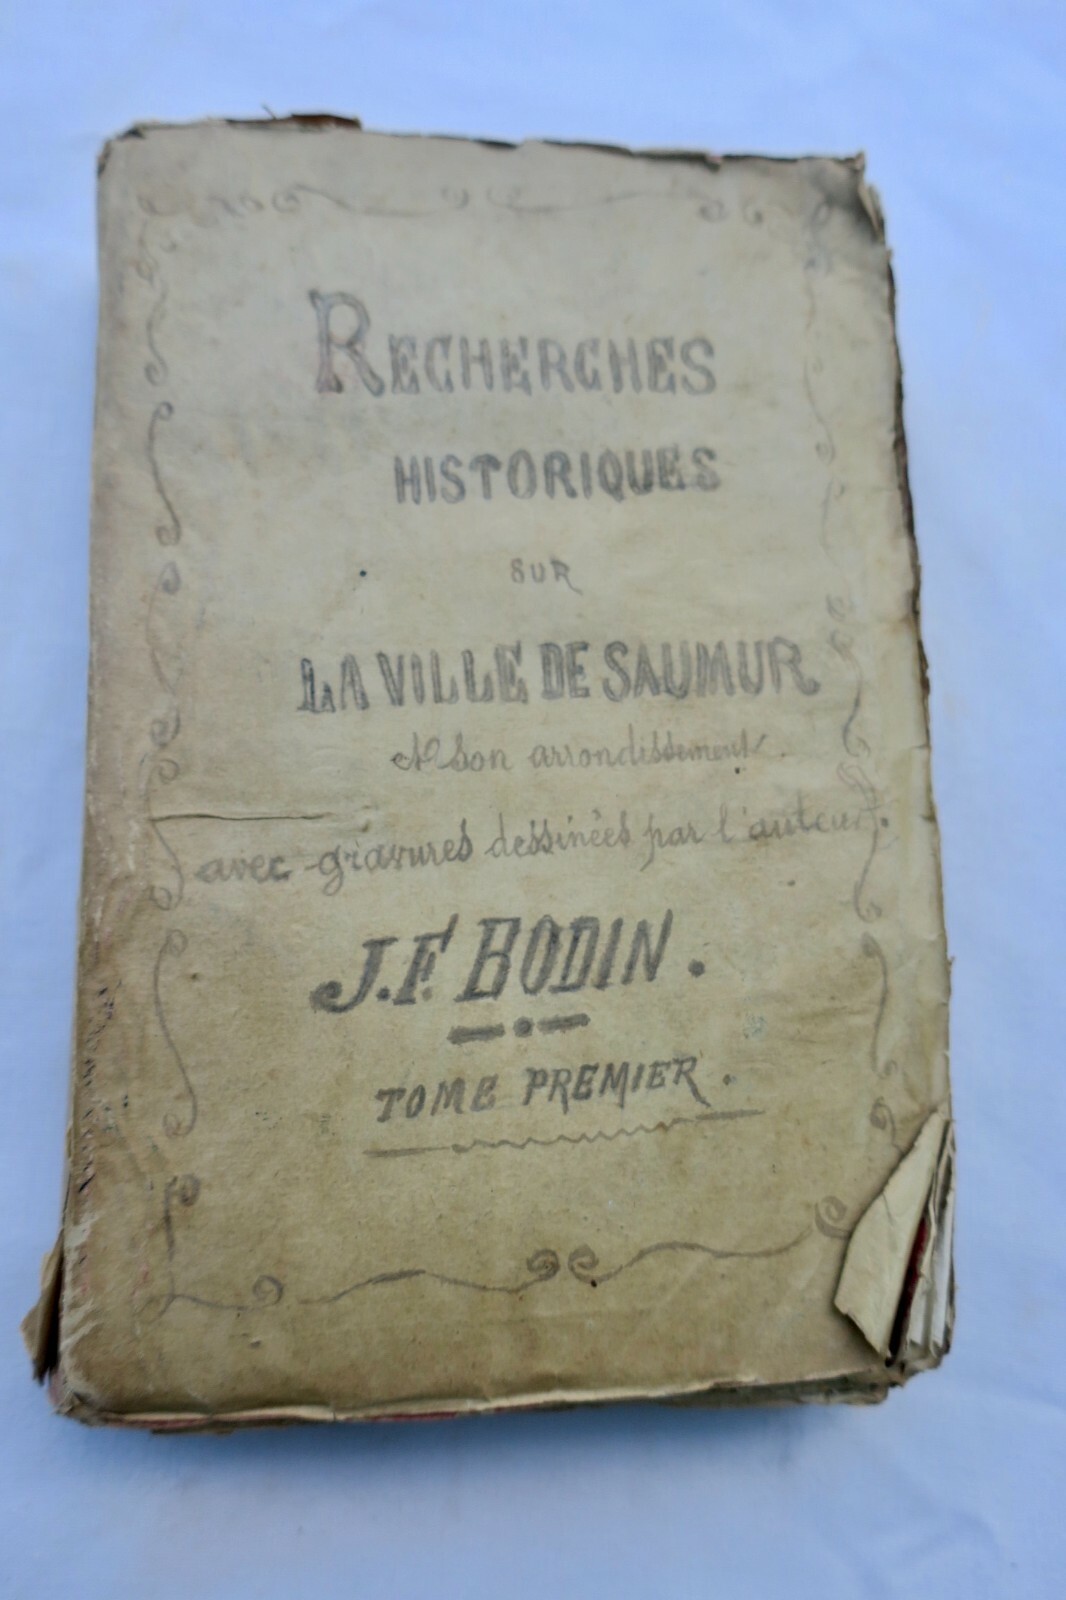 RECHERCHES
HISTORIQUES
SUR
LA VILLE DE SAUMUR
et son arrondissement.
avec gravures dessinées par l'auteur.
J.F. BODIN.
TOME PREMIER.